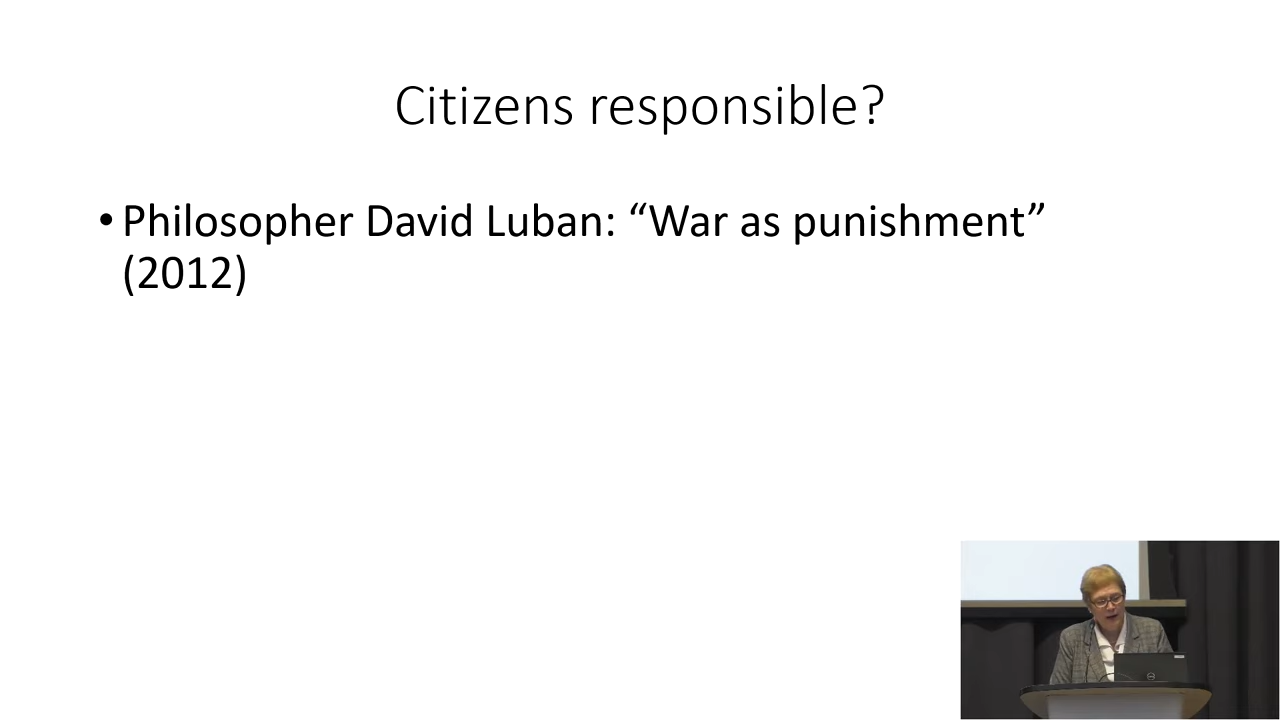 Citizens responsible?
• Philosopher David Luban: “War as punishment”
(2012)